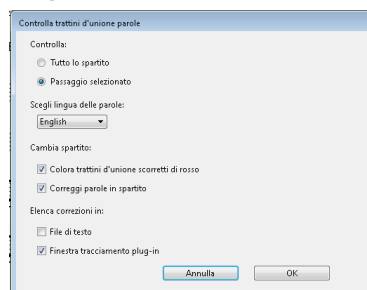 Controlla trattini d'unione parole
Controlla:
Tutto lo spartito
Passaggio selezionato
Scegli lingua delle parole:
English
Cambia spartito:
Colora trattini d'unione scorretti di rosso
Correggi parole in spartito
Elenca correzioni in:
File di testo
Finestra tracciamento plug-in
Annulla OK